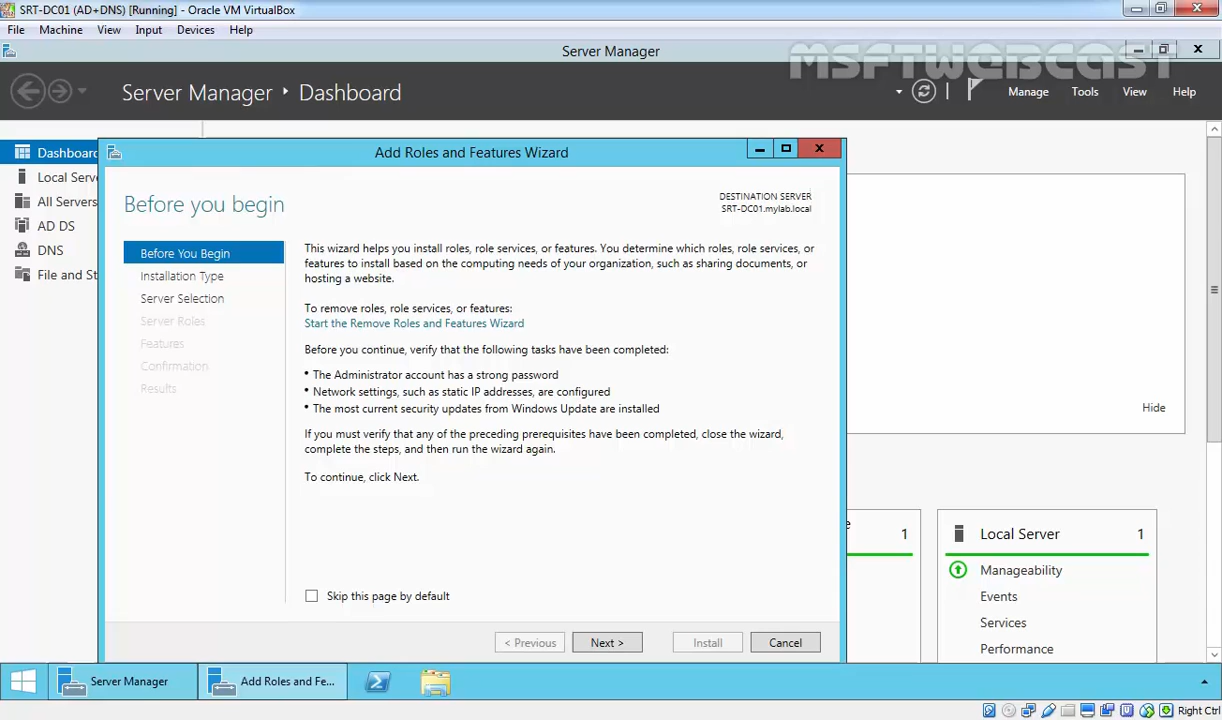 SRT-DC01 (AD+DNS) [Running] - Oracle VM VirtualBox
File Machine View Input Devices Help
Server Manager
MSFTWEBCAST
Server Manager ‣ Dashboard
Manage Tools View Help
Dashboard
Local Serve
All Servers
AD DS
DNS
File and St
Add Roles and Features Wizard
Before you begin
DESTINATION SERVER
SRT-DC01.mylab.local
Before You Begin
Installation Type
Server Selection
Server Roles
Features
Confirmation
Results
This wizard helps you install roles, role services, or features. You determine which roles, role services, or
features to install based on the computing needs of your organization, such as sharing documents, or
hosting a website.
To remove roles, role services, or features:
Start the Remove Roles and Features Wizard
Before you continue, verify that the following tasks have been completed:
• The Administrator account has a strong password
• Network settings, such as static IP addresses, are configured
• The most current security updates from Windows Update are installed
If you must verify that any of the preceding prerequisites have been completed, close the wizard,
complete the steps, and then run the wizard again.
To continue, click Next.
Skip this page by default
< Previous Next > Install Cancel
Hide
e 1
Local Server 1
Manageability
Events
Services
Performance
Server Manager
Add Roles and Fe...
Right Ctrl